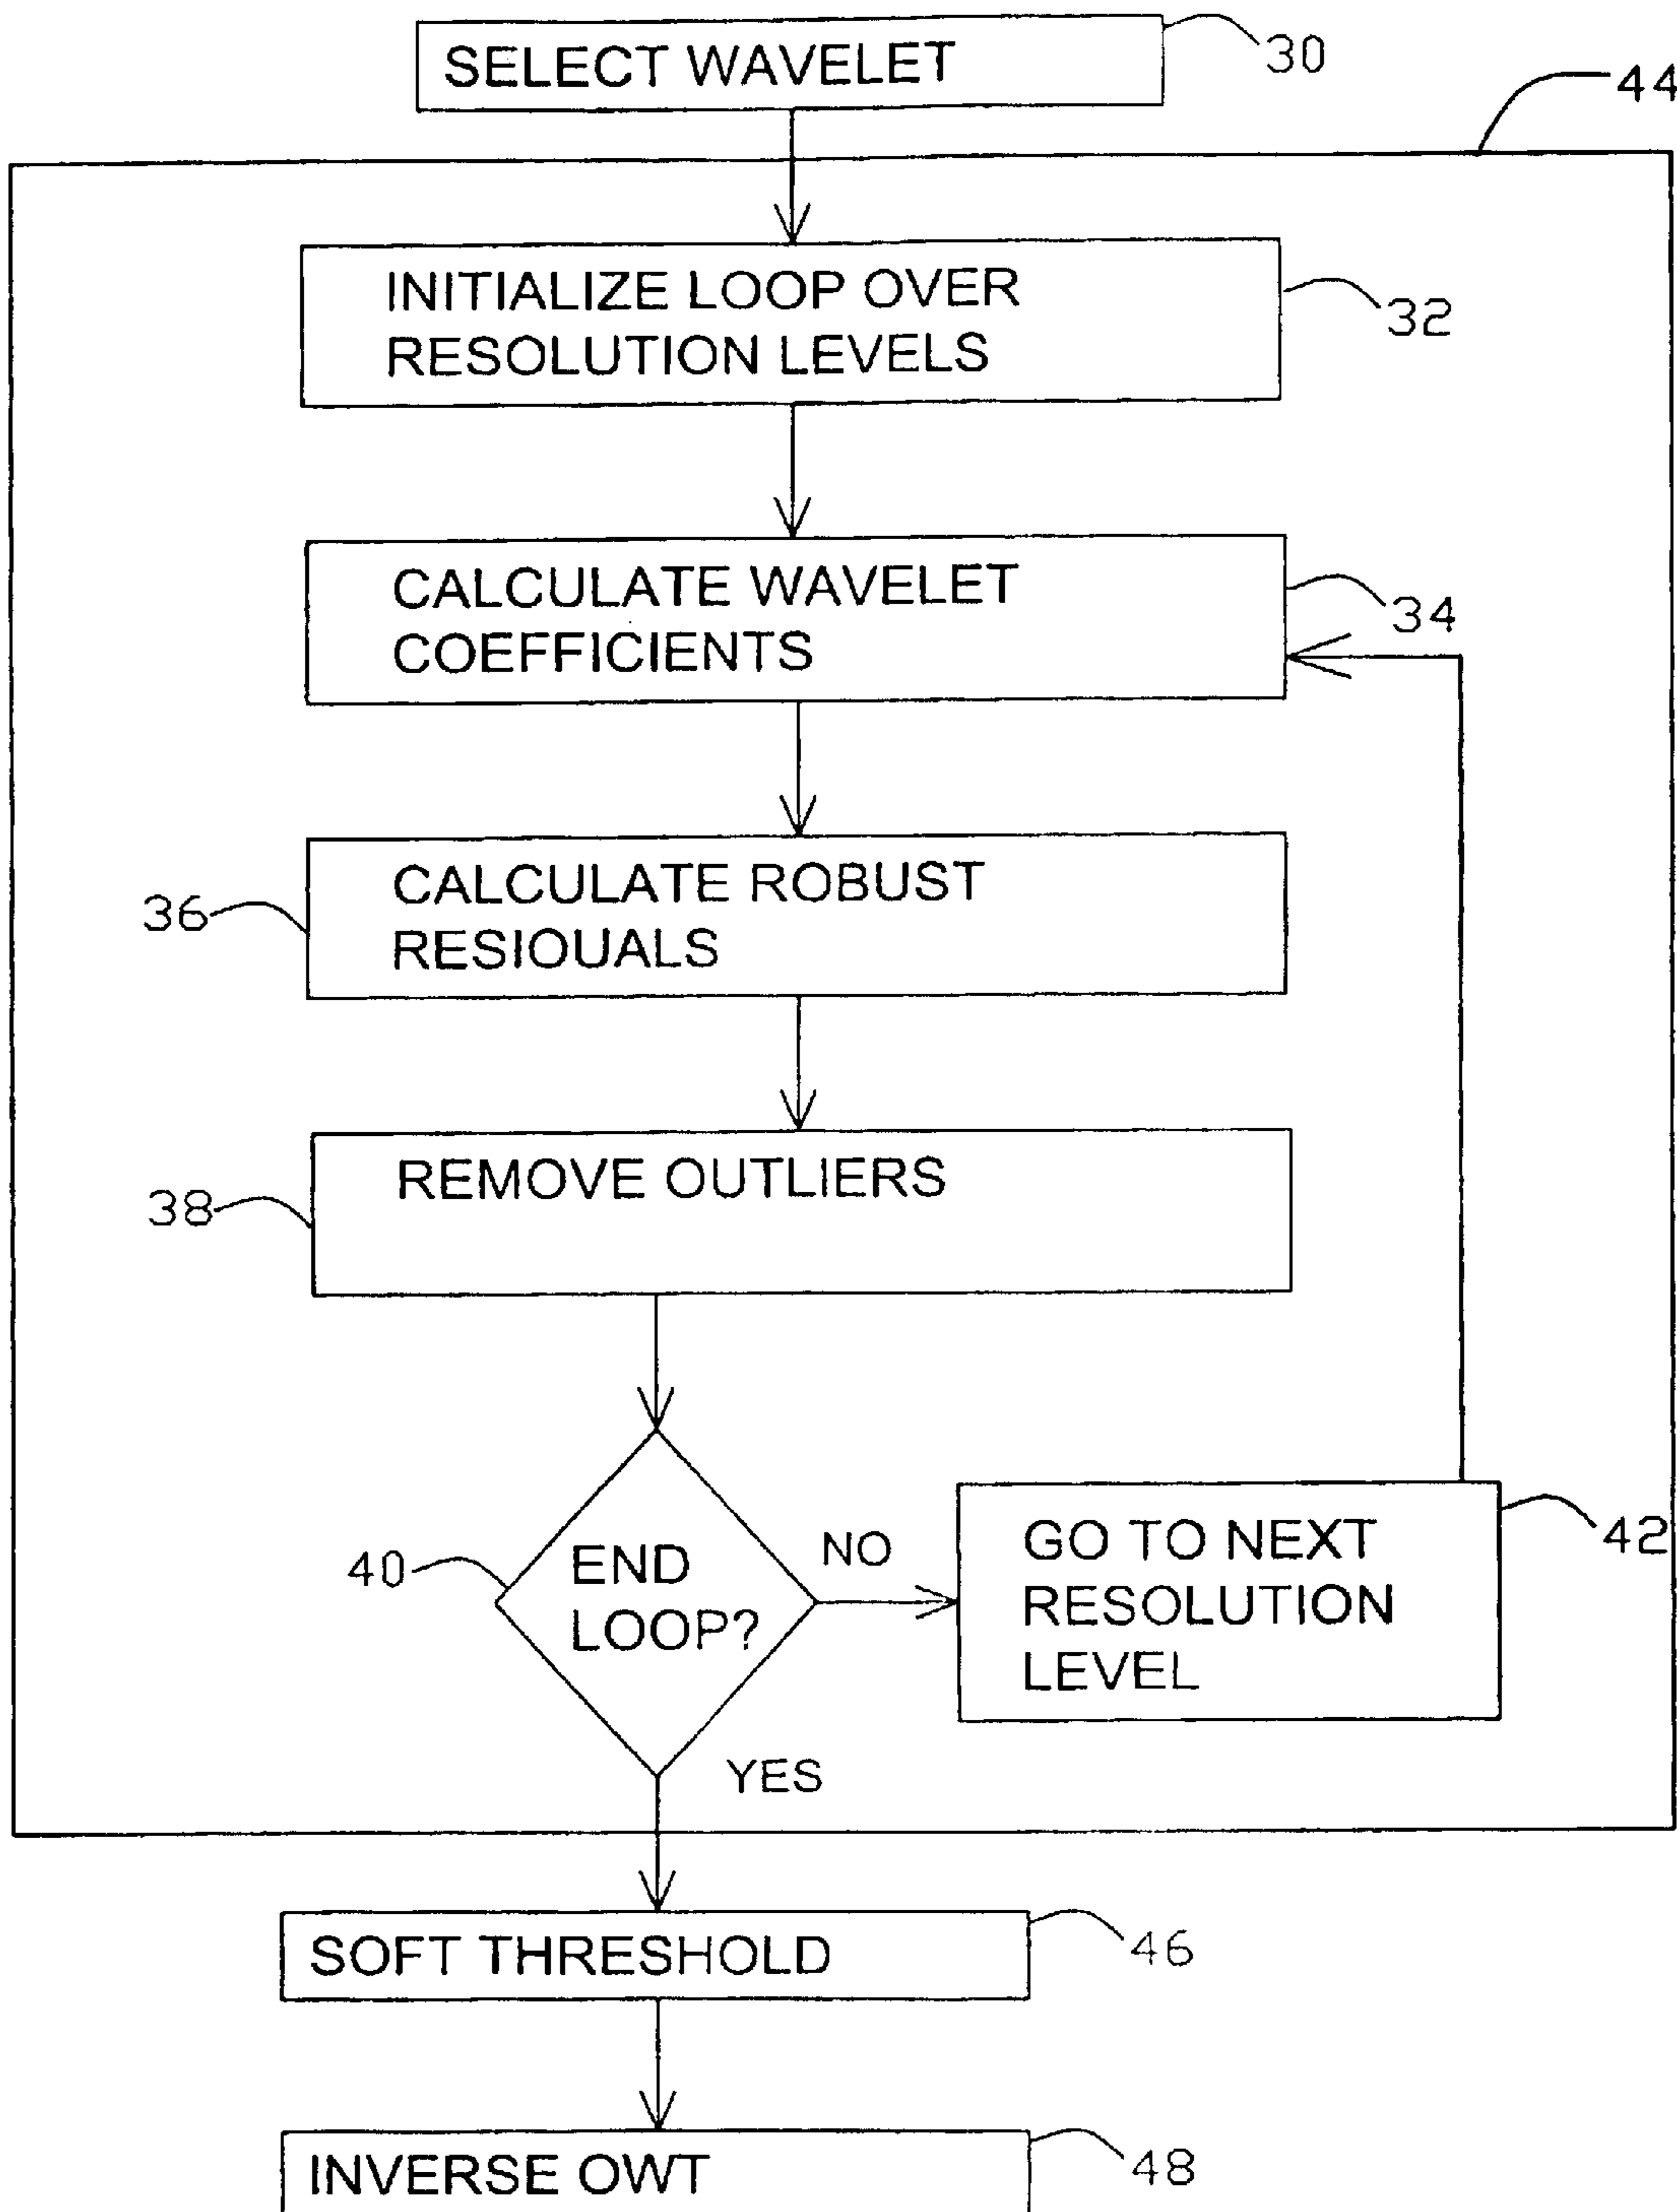 SELECT WAVELET
30
44
INITIALIZE LOOP OVER
RESOLUTION LEVELS
32
CALCULATE WAVELET
COEFFICIENTS
34
CALCULATE ROBUST
RESIOUALS
36
REMOVE OUTLIERS
38
END
LOOP?
40
NO
GO TO NEXT
RESOLUTION
LEVEL
42
YES
SOFT THRESHOLD
46
INVERSE OWT
48